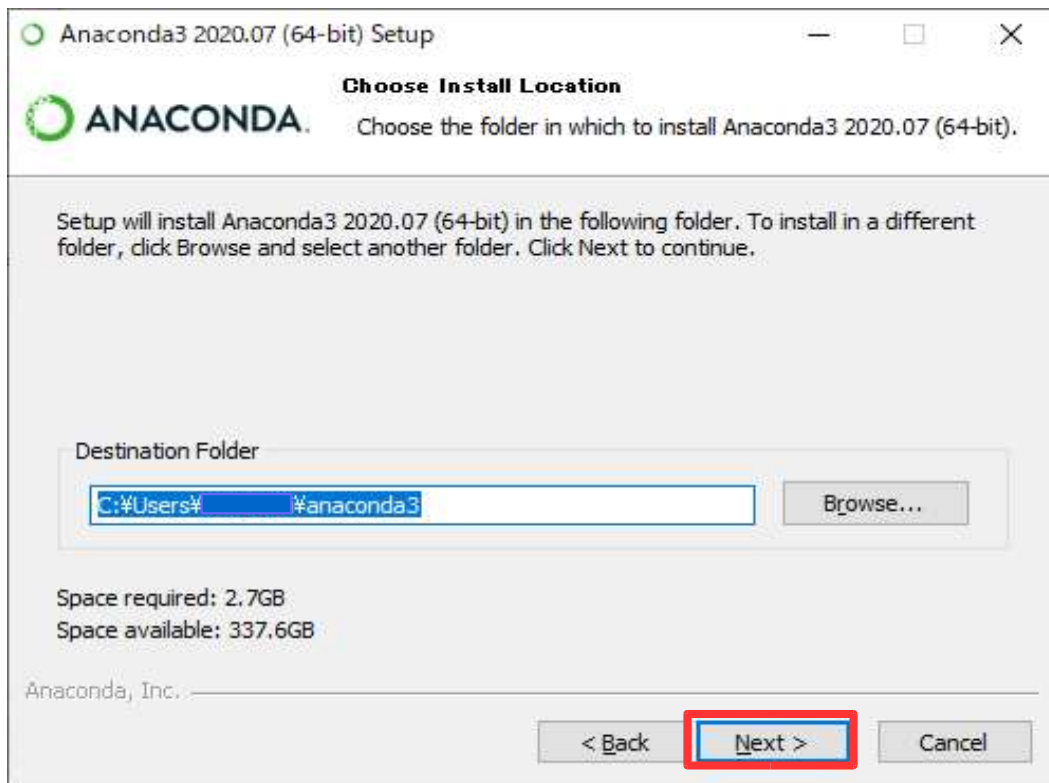 Anaconda3 2020.07 (64-bit) Setup
Choose Install Location
ANACONDA.
Choose the folder in which to install Anaconda3 2020.07 (64-bit).
Setup will install Anaconda3 2020.07 (64-bit) in the following folder. To install in a different
folder, click Browse and select another folder. Click Next to continue.
Destination Folder
C:¥Users¥ ¥anaconda3
Browse...
Space required: 2.7GB
Space available: 337.6GB
Anaconda, Inc.
< Back
Next >
Cancel